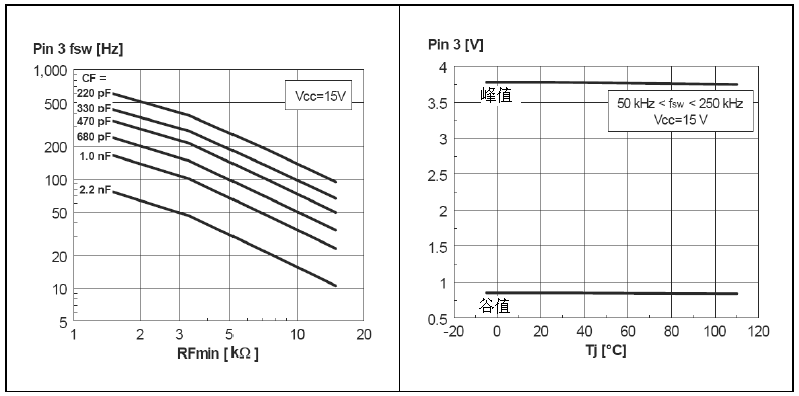 Pin 3 fsw [Hz]
1,000
500
200
100
50
20
10
5
CF =
220 pF
330 pF
470 pF
680 pF
1.0 nF
2.2 nF
Vcc=15V
1 2 3 5 10 20
RFmin [kΩ]
Pin 3 [V]
4
3.5
3
2.5
2
1.5
1
0.5
峰值
50 kHz < fsw < 250 kHz
Vcc=15 V
谷值
-20 0 20 40 60 80 100 120
Tj [°C]